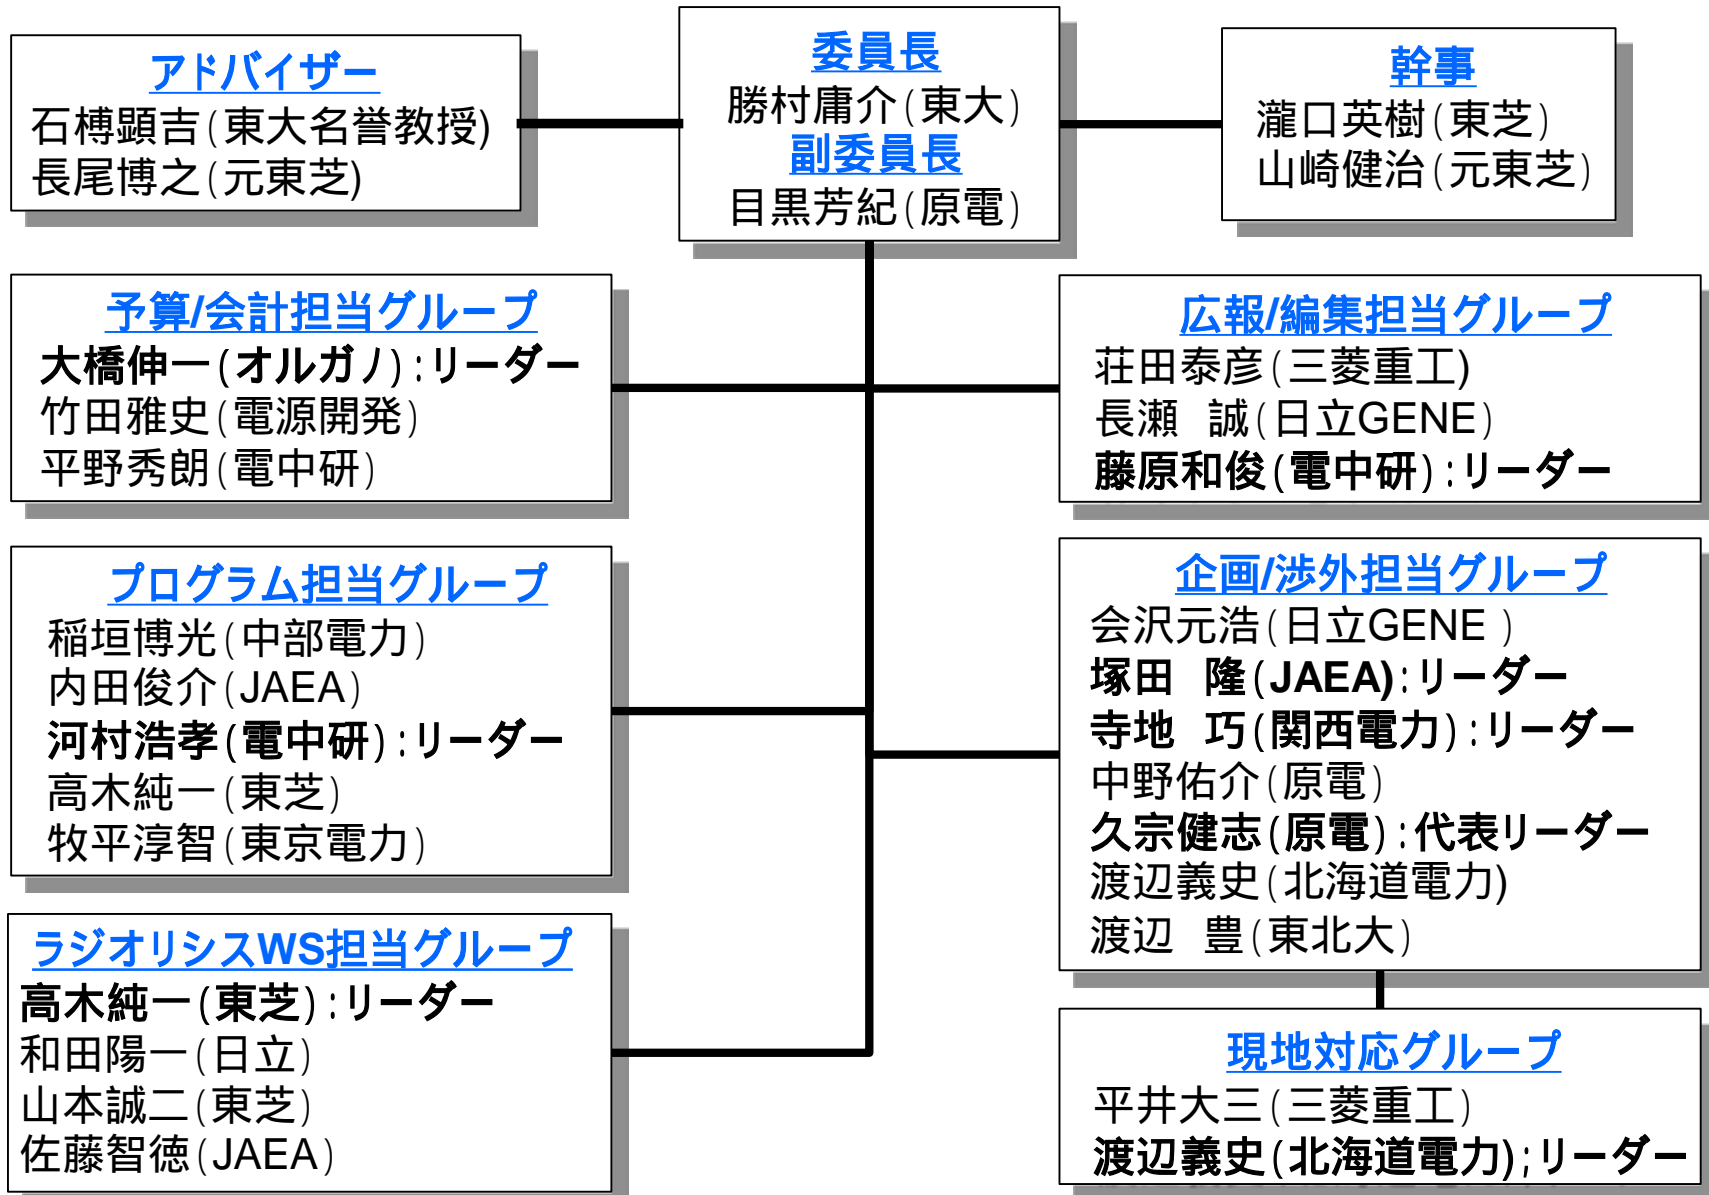 アドバイザー
石榑顕吉(東大名誉教授)
長尾博之(元東芝)
委員長
勝村庸介(東大)
副委員長
目黒芳紀(原電)
幹事
瀧口英樹(東芝)
山崎健治(元東芝)
予算/会計担当グループ
大橋伸一(オルガノ):リーダー
竹田雅史(電源開発)
平野秀朗(電中研)
広報/編集担当グループ
荘田泰彦(三菱重工)
長瀬 誠(日立GENE)
藤原和俊(電中研):リーダー
プログラム担当グループ
稲垣博光(中部電力)
内田俊介(JAEA)
河村浩孝(電中研):リーダー
高木純一(東芝)
牧平淳智(東京電力)
企画/渉外担当グループ
会沢元浩(日立GENE )
塚田 隆(JAEA):リーダー
寺地 巧(関西電力):リーダー
中野佑介(原電)
久宗健志(原電):代表リーダー
渡辺義史(北海道電力)
渡辺 豊(東北大)
ラジオリシスWS担当グループ
高木純一(東芝):リーダー
和田陽一(日立)
山本誠二(東芝)
佐藤智徳(JAEA)
現地対応グループ
平井大三(三菱重工)
渡辺義史(北海道電力);リーダー